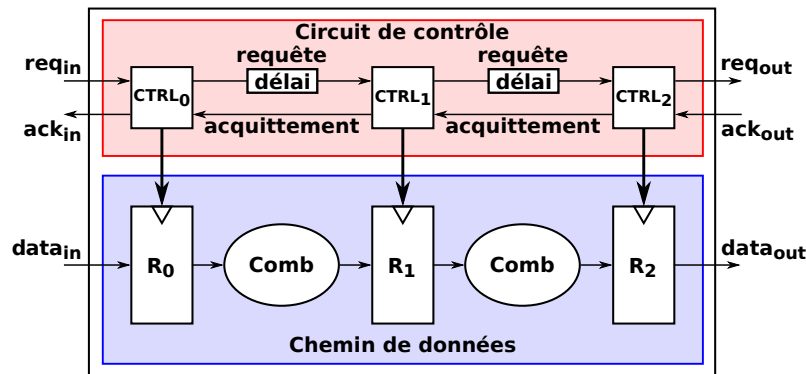 Circuit de contrôle
requête
requête
req_in
délai
délai
req_out
CTRL_0
CTRL_1
CTRL_2
ack_in
acquittement
acquittement
ack_out
data_in
R_0
Comb
R_1
Comb
R_2
data_out
Chemin de données